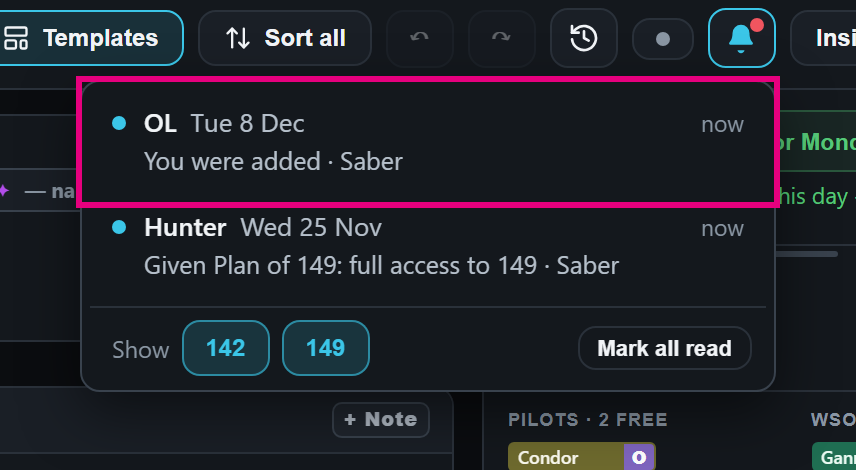 Templates
Sort all
Insi
OL Tue 8 Dec now
You were added · Saber
or Mond
his day
— na
Hunter Wed 25 Nov now
Given Plan of 149: full access to 149 · Saber
Show 142 149 Mark all read
+ Note
PILOTS · 2 FREE
WSO
Condor O
Gann